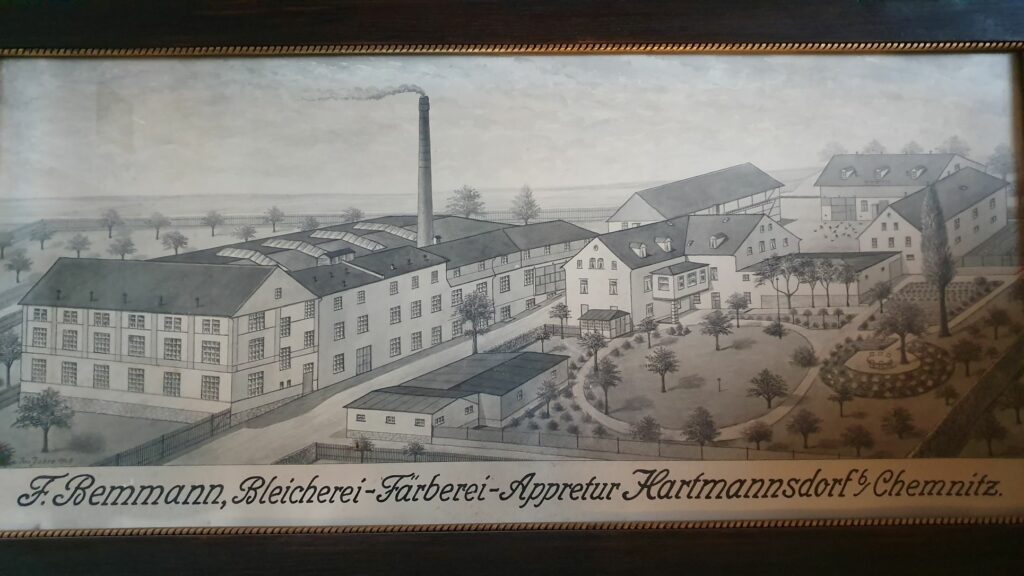 F. Bemmann, Bleicherei-Färberei-Appretur Hartmannsdorf b/ Chemnitz.